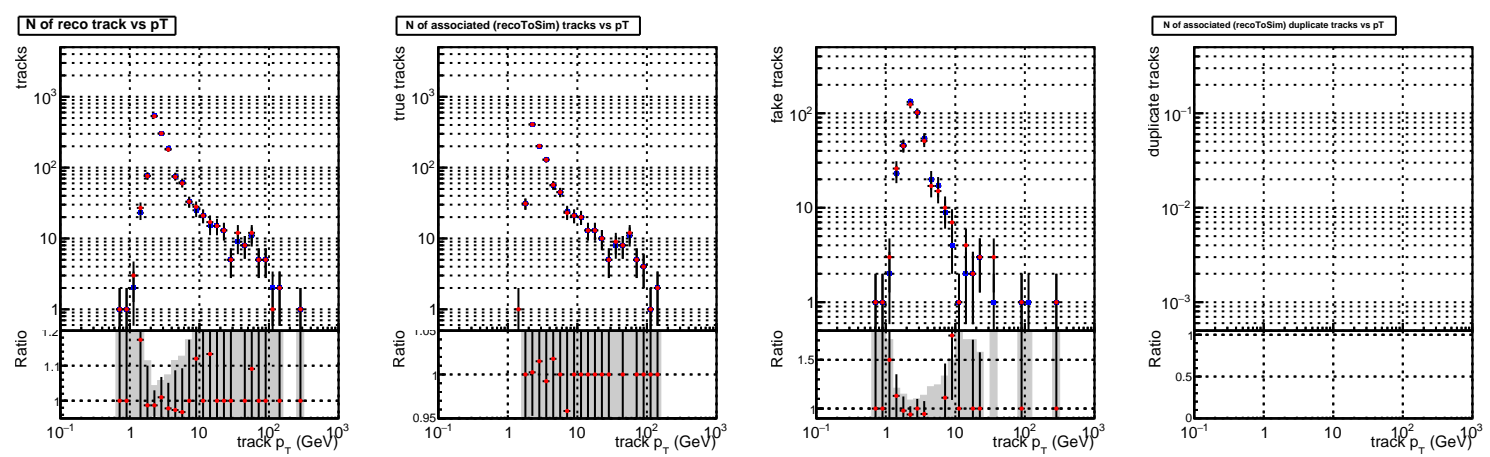 N of reco track vs pT
tracks
10³
10²
10
1
Ratio
1.2
1.1
1
10⁻¹ 1 10 10² 10³
track p_T (GeV)
N of associated (recoToSim) tracks vs pT
true tracks
10³
10²
10
1
Ratio
1.05
1
0.95
10⁻¹ 1 10 10² 10³
track p_T (GeV)
fake tracks
10²
10
1
Ratio
1.5
1
10⁻¹ 1 10 10² 10³
track p_T (GeV)
N of associated (recoToSim) duplicate tracks vs pT
duplicate tracks
10⁻¹
10⁻²
10⁻³
Ratio
1
0.5
0
10⁻¹ 1 10 10² 10³
track p_T (GeV)